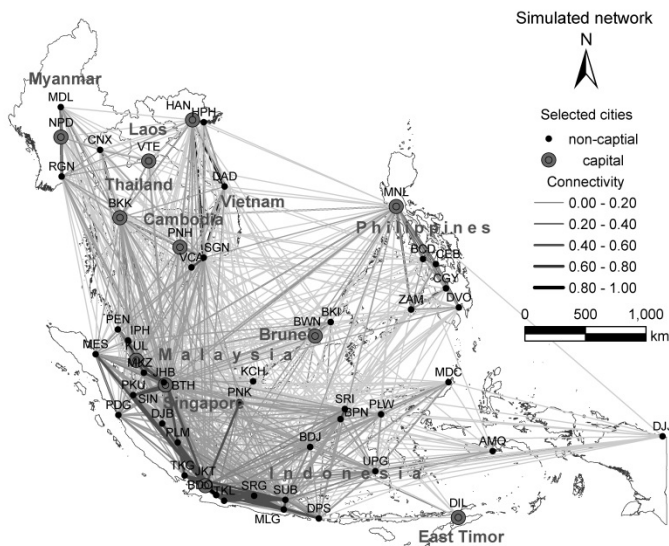 Simulated network
N
Selected cities
non-captial
capital
Connectivity
0.00 - 0.20
0.20 - 0.40
0.40 - 0.60
0.60 - 0.80
0.80 - 1.00
0 500 1,000
km
Myanmar
MDL
HAN
HPH
NPD
CNX
Laos
VTE
RGN
DAD
Thailand
Vietnam
BKK
MNL
Cambodia
Philippines
PNH
SGN
VCA
BCD
CEB
CGY
ZAM
DVO
BKI
BWN
Brunei
PEN
IPH
MES
UL
Malaysia
MKZ
JHB
KCH
MDC
PKU
BTH
PNK
SIN
Singapore
PDG
SRI
PLW
DJB
BPN
DJJ
PLM
BDJ
AMQ
UPG
TKG
JKT
Indonesia
BDO
TKL
SRG
SUB
DPS
DIL
MLG
East Timor